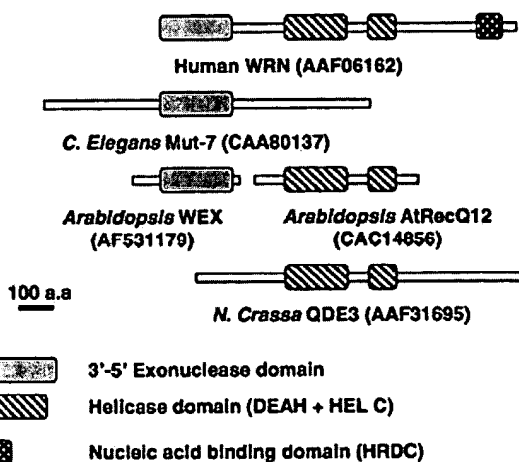 Human WRN (AAF06162)
C. Elegans Mut-7 (CAA80137)
Arabidopsis WEX
(AF531179)
Arabidopsis AtRecQ12
(CAC14856)
100 a.a
N. Crassa QDE3 (AAF31695)
3'-5' Exonuclease domain
Helicase domain (DEAH + HEL C)
Nucleic acid binding domain (HRDC)